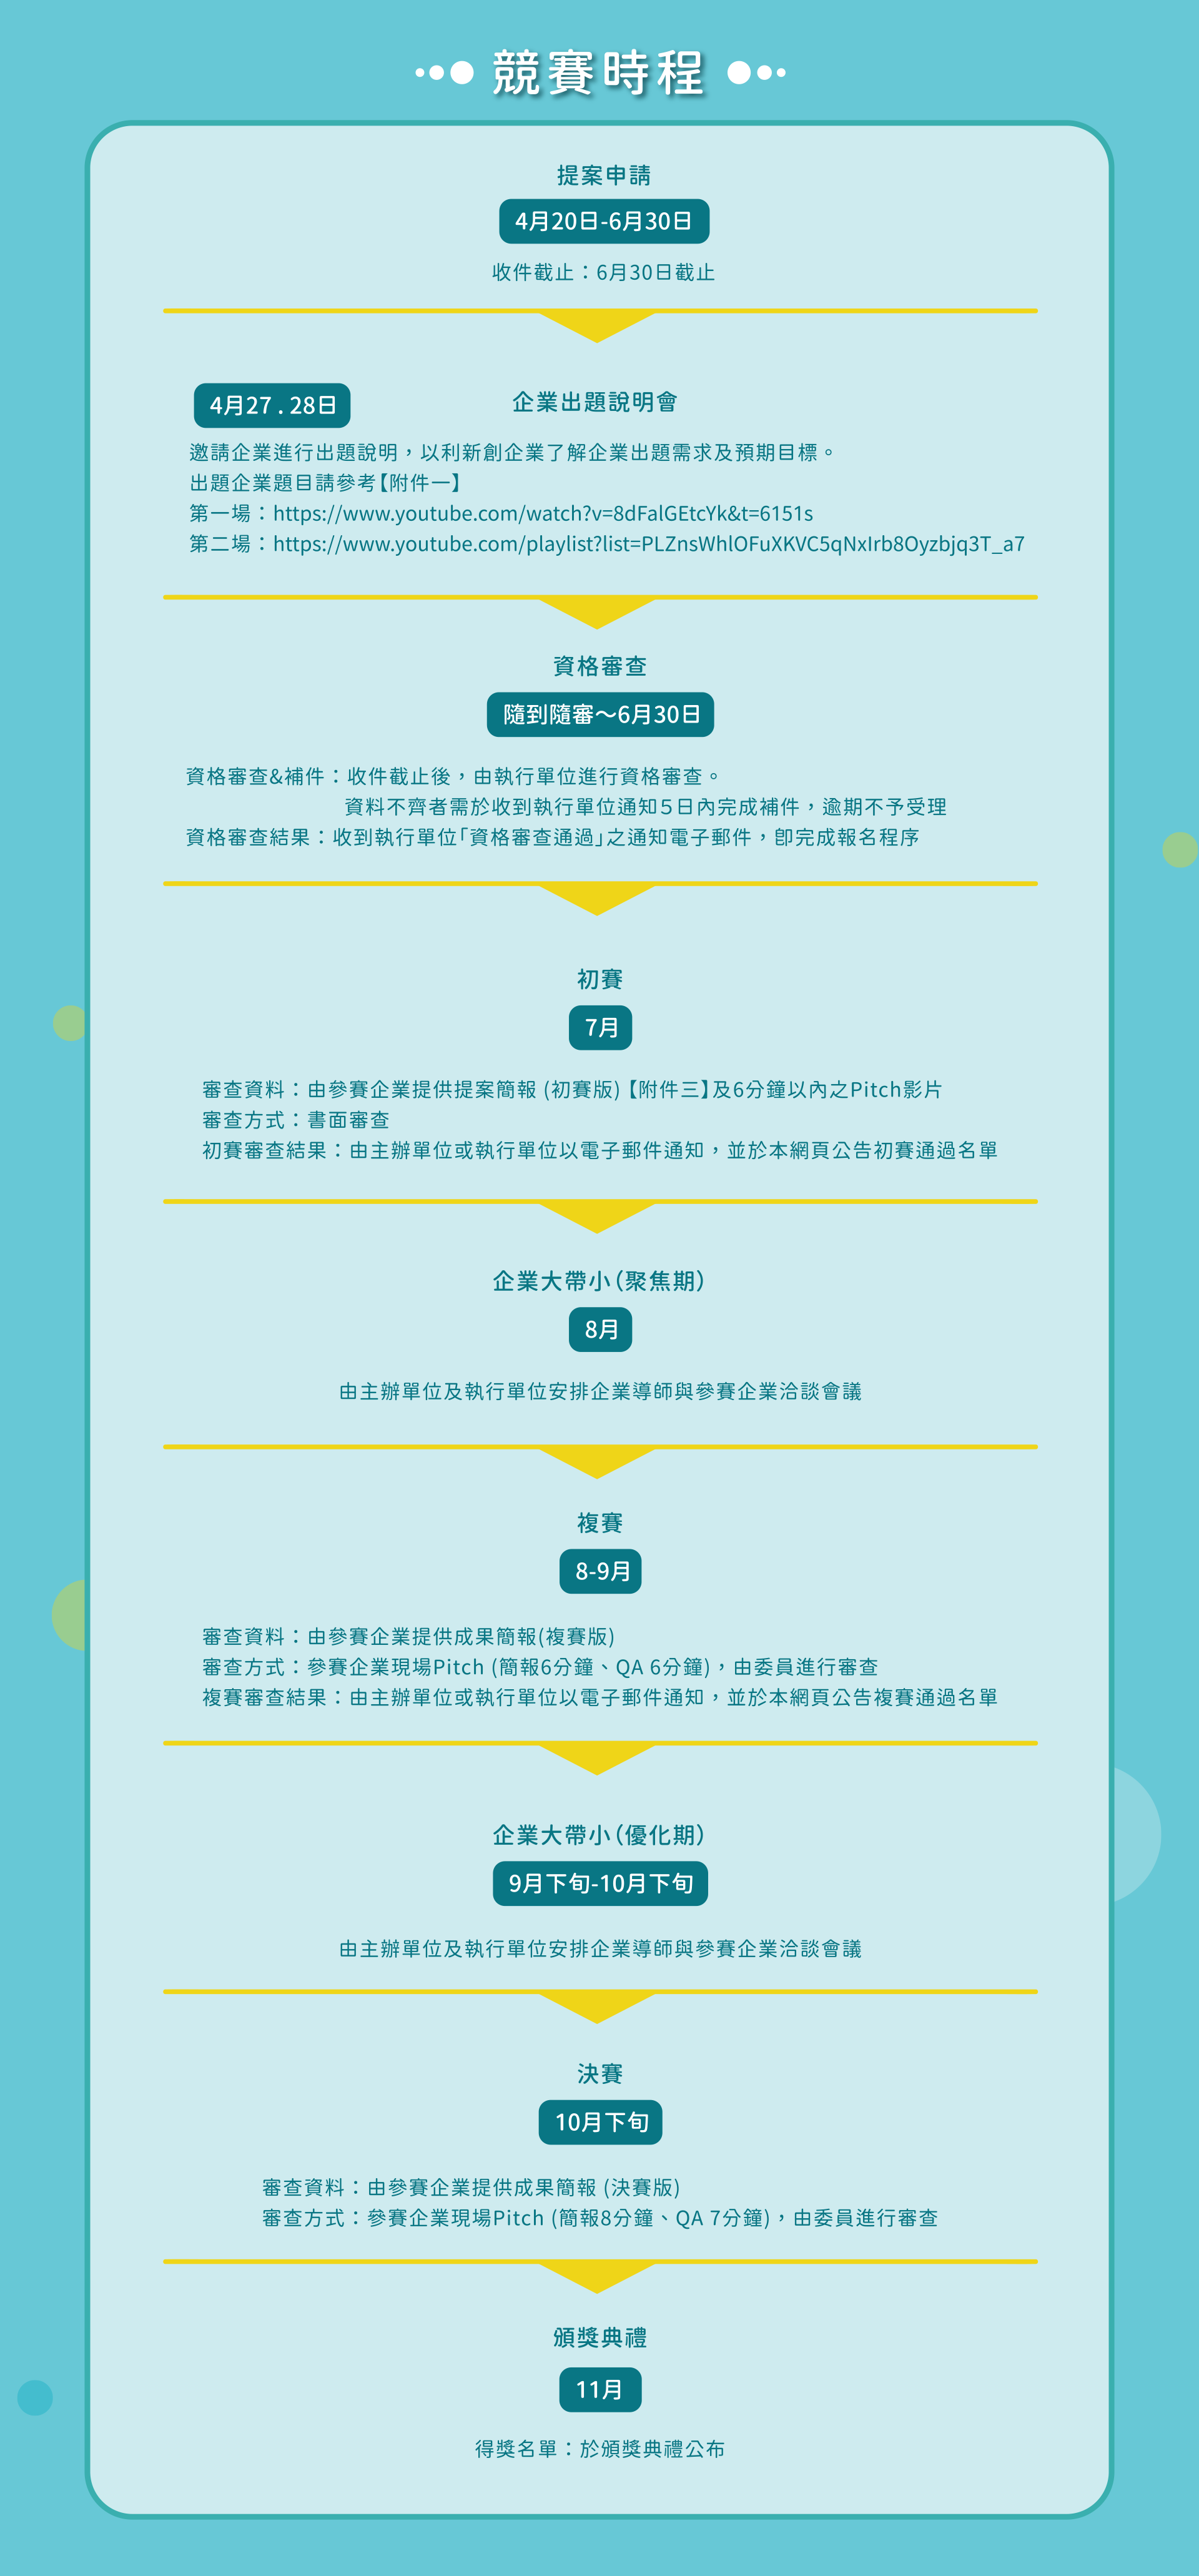 競賽時程
提案申請
4月20日-6月30日
收件截止：6月30日截止
4月27 . 28日
企業出題說明會
邀請企業進行出題說明，以利新創企業了解企業出題需求及預期目標。
出題企業題目請參考【附件一】
第一場：https://www.youtube.com/watch?v=8dFalGEtcYk&t=6151s
第二場：https://www.youtube.com/playlist?list=PLZnsWhlOFuXKVC5qNxIrb8Oyzbjq3T_a7
資格審查
隨到隨審～6月30日
資格審查&補件：收件截止後，由執行單位進行資格審查。
資料不齊者需於收到執行單位通知5日內完成補件，逾期不予受理
資格審查結果：收到執行單位「資格審查通過」之通知電子郵件，即完成報名程序
初賽
7月
審查資料：由參賽企業提供提案簡報 (初賽版)【附件三】及6分鐘以內之Pitch影片
審查方式：書面審查
初賽審查結果：由主辦單位或執行單位以電子郵件通知，並於本網頁公告初賽通過名單
企業大帶小（聚焦期）
8月
由主辦單位及執行單位安排企業導師與參賽企業洽談會議
複賽
8-9月
審查資料：由參賽企業提供成果簡報(複賽版)
審查方式：參賽企業現場Pitch (簡報6分鐘、QA 6分鐘)，由委員進行審查
複賽審查結果：由主辦單位或執行單位以電子郵件通知，並於本網頁公告複賽通過名單
企業大帶小（優化期）
9月下旬-10月下旬
由主辦單位及執行單位安排企業導師與參賽企業洽談會議
決賽
10月下旬
審查資料：由參賽企業提供成果簡報 (決賽版)
審查方式：參賽企業現場Pitch (簡報8分鐘、QA 7分鐘)，由委員進行審查
頒獎典禮
11月
得獎名單：於頒獎典禮公布